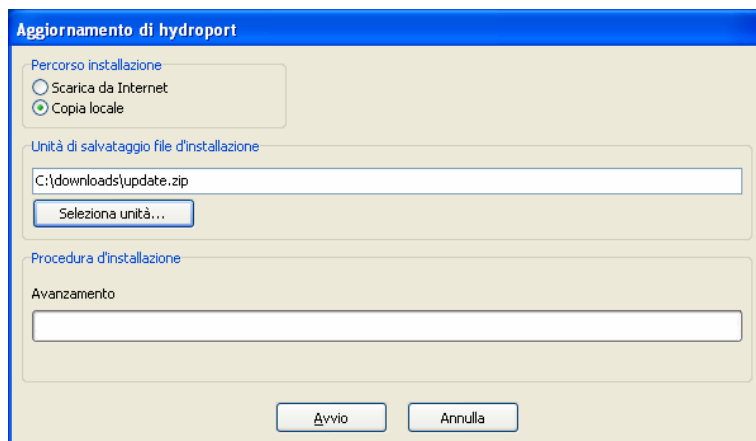 Aggiornamento di hydroport
Percorso installazione
Scarica da Internet
Copia locale
Unità di salvataggio file d'installazione
C:\downloads\update.zip
Seleziona unità...
Procedura d'installazione
Avanzamento
Avvio Annulla